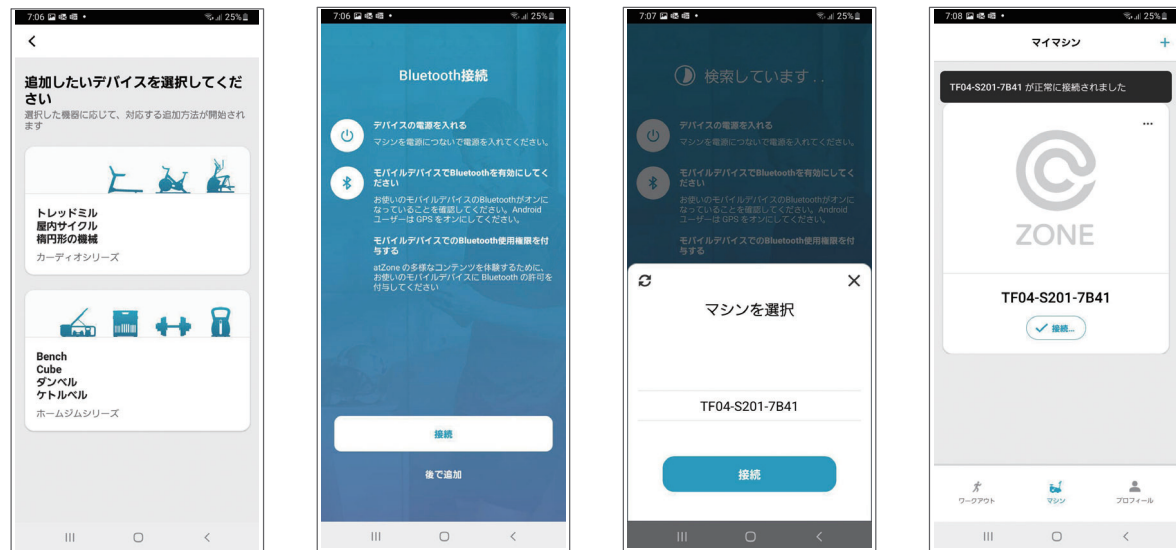 7:06
25%
追加したいデバイスを選択してくだ
さい
選択した機器に応じて、対応する追加方法が開始され
ます
トレッドミル
屋内サイクル
楕円形の機械
カーディオシリーズ
Bench
Cube
ダンベル
ケトルベル
ホームジムシリーズ
7:06
25%
Bluetooth接続
デバイスの電源を入れる
マシンを電源につないで電源を入れてください。
モバイルデバイスでBluetoothを有効にしてく
ださい
お使いのモバイルデバイスのBluetoothがオンに
なっていることを確認してください。Android
ユーザーは GPS をオンにしてください。
モバイルデバイスでのBluetooth使用権限を付
与する
atZone の多様なコンテンツを体験するために、
お使いのモバイルデバイスに Bluetooth の許可を
付与してください
接続
後で追加
7:07
25%
検索しています . .
デバイスの電源を入れる
マシンを電源につないで電源を入れてください。
モバイルデバイスでBluetoothを有効にしてく
ださい
お使いのモバイルデバイスのBluetoothがオンに
なっていることを確認してください。Android
ユーザーは GPS をオンにしてください。
モバイルデバイスでのBluetooth使用権限を付
与する
マシンを選択
TF04-S201-7B41
接続
7:08
25%
マイマシン
+
TF04-S201-7B41 が正常に接続されました
...
ZONE
TF04-S201-7B41
接続...
ワークアウト
マシン
プロフィール